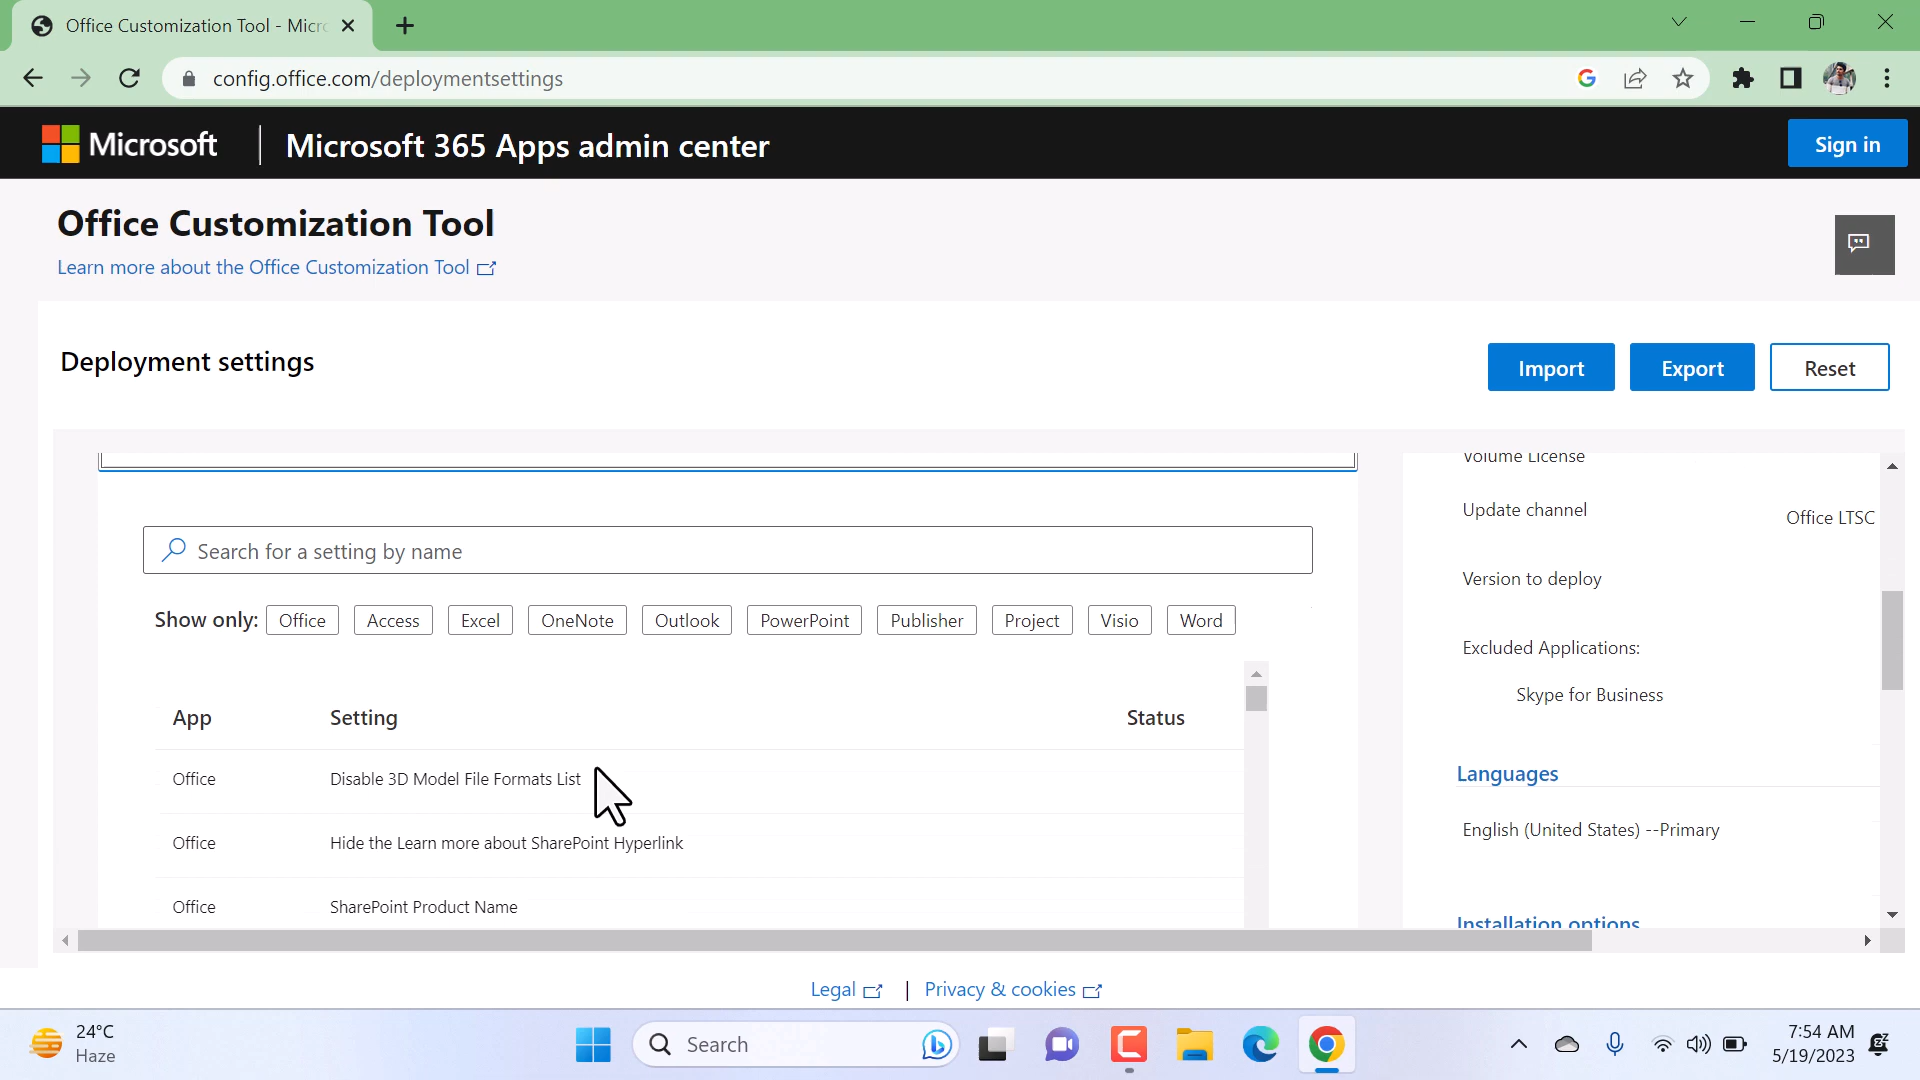 Office Customization Tool - Micr
config.office.com/deploymentsettings
Microsoft
Microsoft 365 Apps admin center
Sign in
Office Customization Tool
Learn more about the Office Customization Tool
Deployment settings
Import
Export
Reset
Search for a setting by name
Show only: Office Access Excel OneNote Outlook PowerPoint Publisher Project Visio Word
App Setting Status
Office Disable 3D Model File Formats List
Office Hide the Learn more about SharePoint Hyperlink
Office SharePoint Product Name
Volume License
Update channel Office LTSC
Version to deploy
Excluded Applications:
Skype for Business
Languages
English (United States) --Primary
Installation options
Legal | Privacy & cookies
24°C
Haze
Search
7:54 AM
5/19/2023